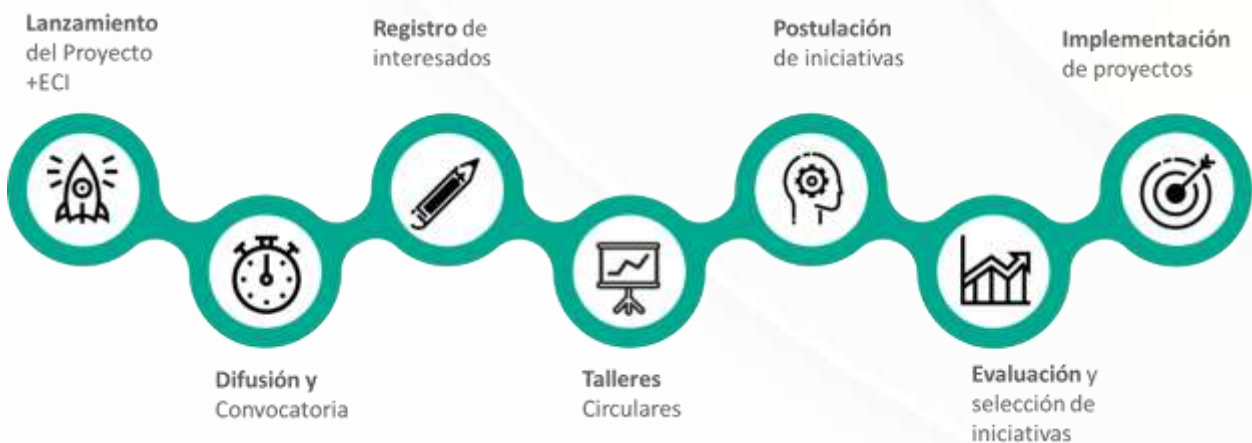 Lanzamiento
del Proyecto
+ECI
Difusión y
Convocatoria
Registro de
interesados
Talleres
Circulares
Postulación
de iniciativas
Evaluación y
selección de
iniciativas
Implementación
de proyectos